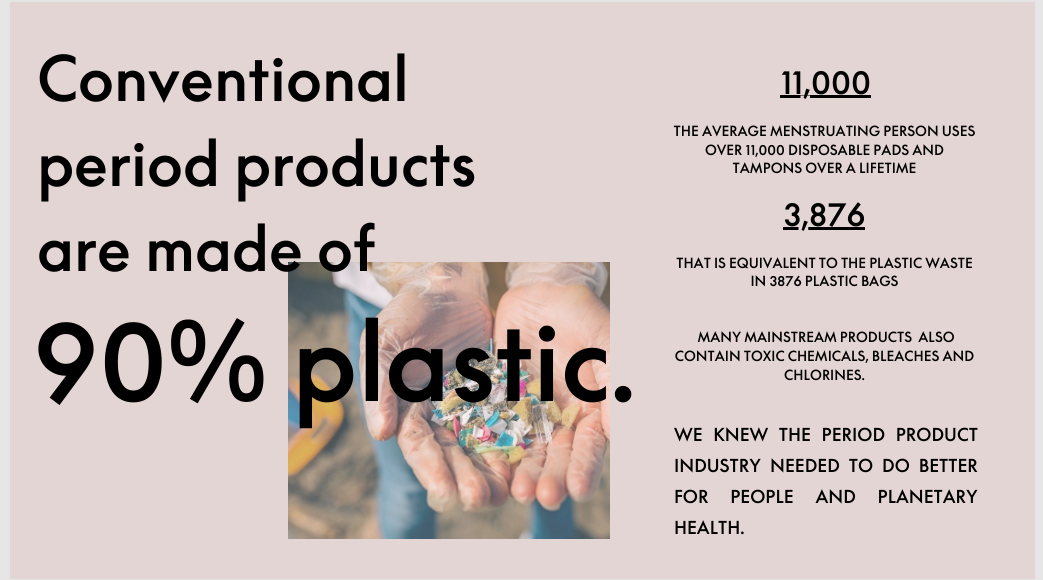 Conventional
period products
are made of
90% plastic.
11,000
THE AVERAGE MENSTRUATING PERSON USES
OVER 11,000 DISPOSABLE PADS AND
TAMPONS OVER A LIFETIME
3,876
THAT IS EQUIVALENT TO THE PLASTIC WASTE
IN 3876 PLASTIC BAGS
MANY MAINSTREAM PRODUCTS ALSO
CONTAIN TOXIC CHEMICALS, BLEACHES AND
CHLORINES.
WE KNEW THE PERIOD PRODUCT
INDUSTRY NEEDED TO DO BETTER
FOR PEOPLE AND PLANETARY
HEALTH.